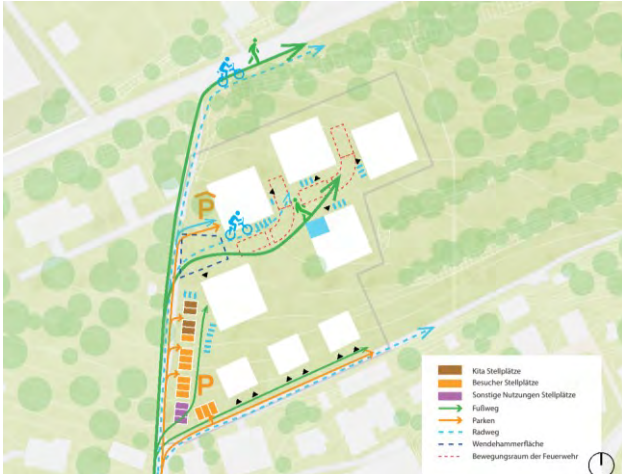 P
P
Kita Stellplätze
Besucher Stellplätze
Sonstige Nutzungen Stellplätze
Fußweg
Parken
Radweg
Wendehammerfläche
Bewegungsraum der Feuerwehr